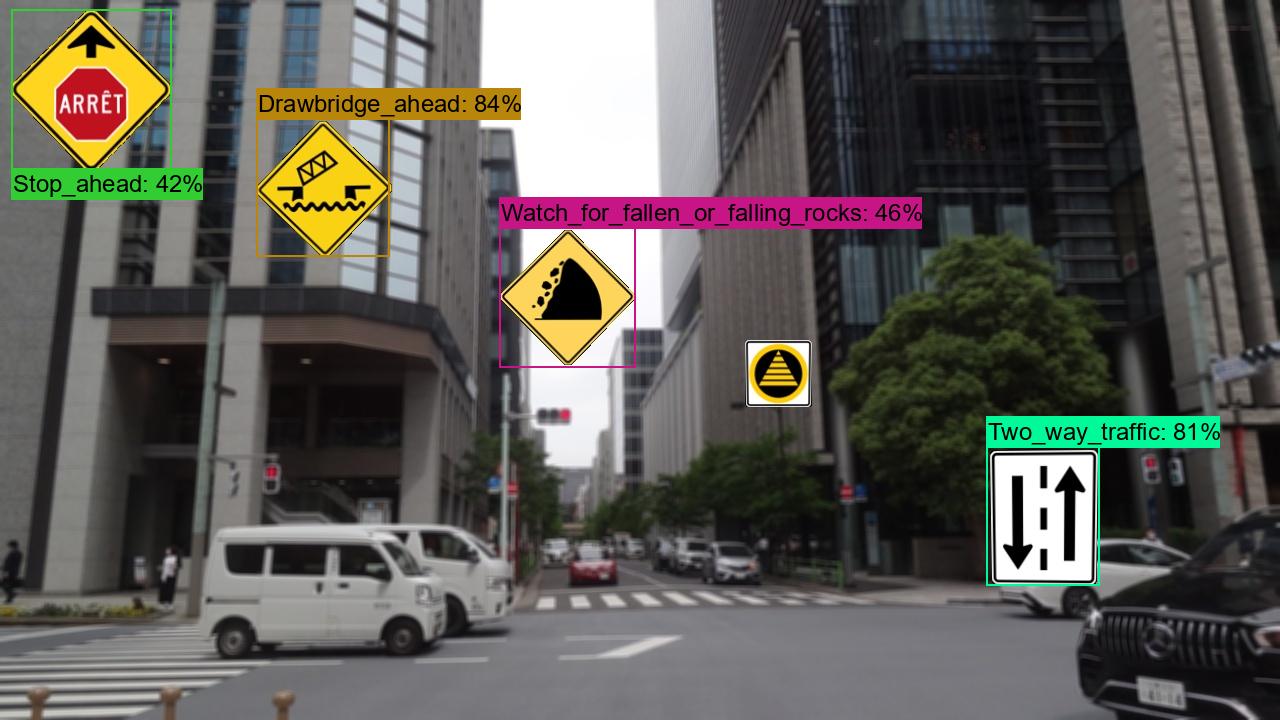 ARRÊT
Stop_ahead: 42%
Drawbridge_ahead: 84%
Watch_for_fallen_or_falling_rocks: 46%
Two_way_traffic: 81%